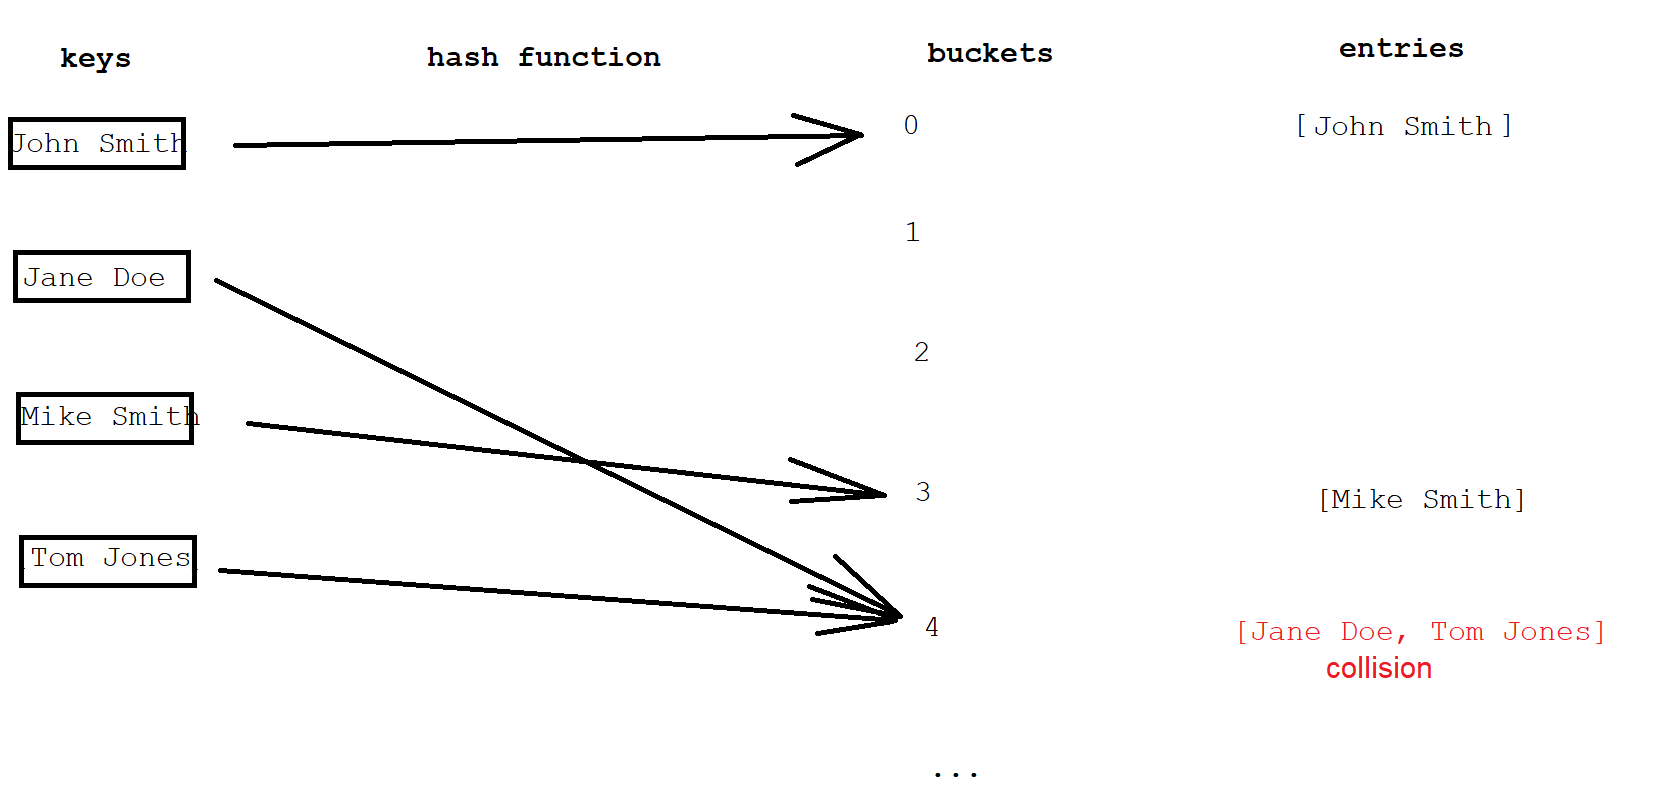 keys hash function buckets entries
John Smith 0 [John Smith]
1
Jane Doe
2
Mike Smith
3 [Mike Smith]
Tom Jones
4 [Jane Doe, Tom Jones]
collision
...